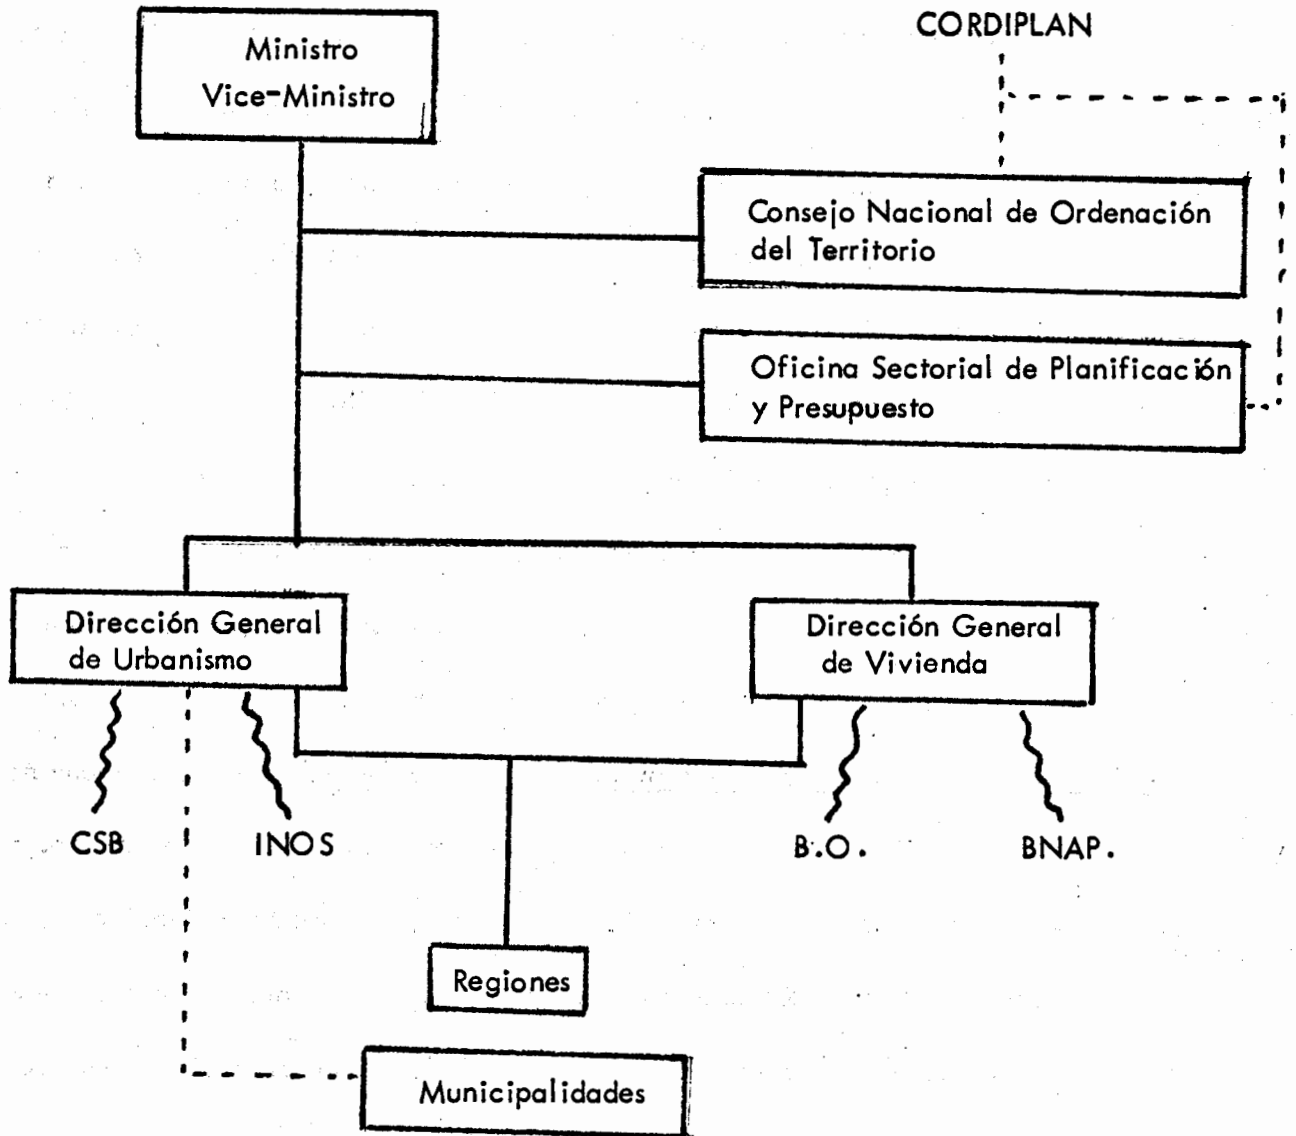 CORDIPLAN
Ministro
Vice-Ministro
Consejo Nacional de Ordenación
del Territorio
Oficina Sectorial de Planificación
y Presupuesto
Dirección General
de Urbanismo
Dirección General
de Vivienda
CSB
INOS
B.O.
BNAP.
Regiones
Municipalidades